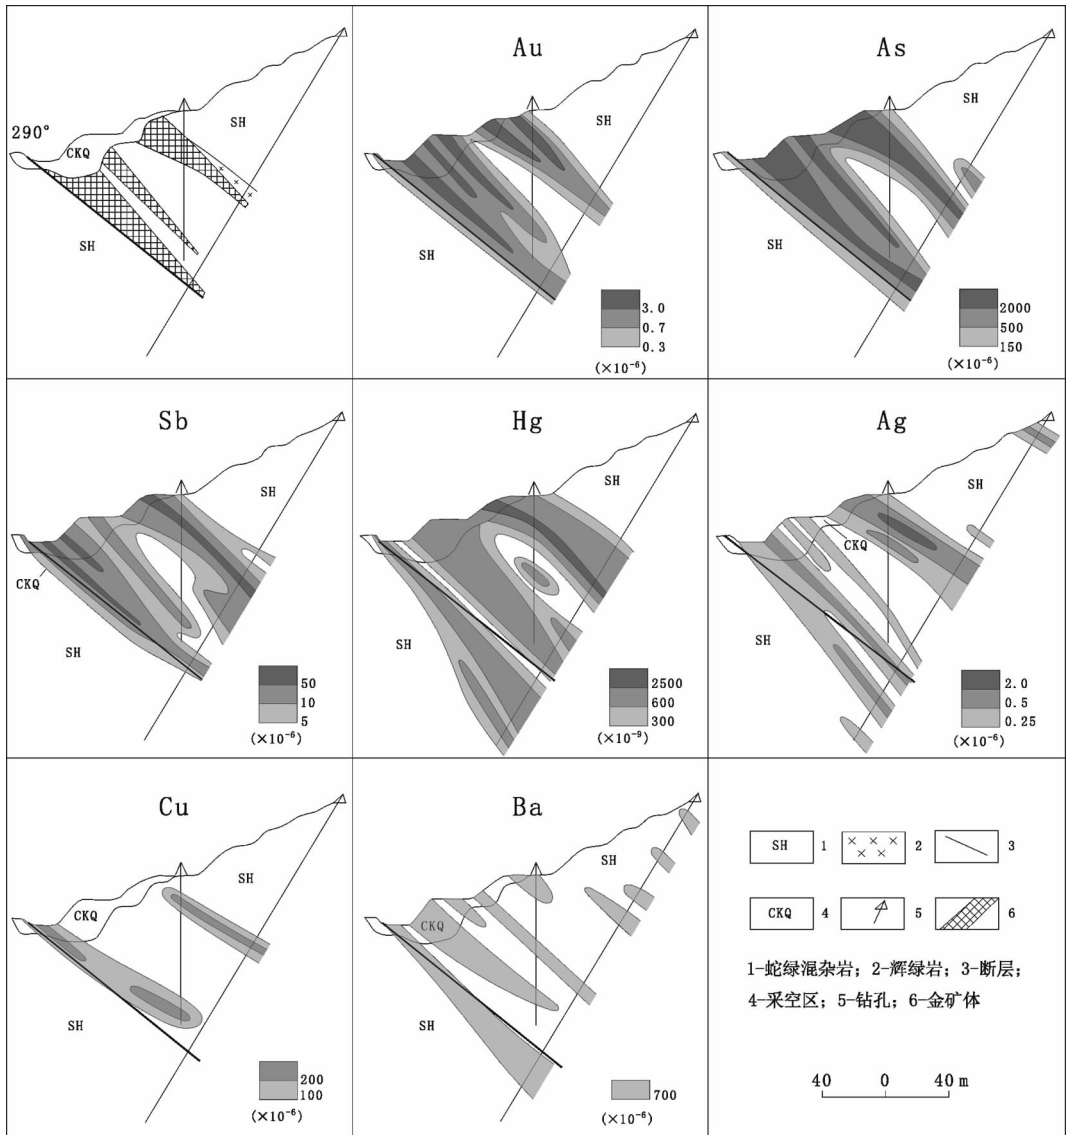 290°
CKQ
SH
SH
Au
SH
SH
3.0
0.7
0.3
(×10⁻⁶)
As
SH
SH
2000
500
150
(×10⁻⁶)
Sb
SH
CKQ
SH
50
10
5
(×10⁻⁶)
Hg
SH
SH
2500
600
300
(×10⁻⁹)
Ag
SH
CKQ
SH
2.0
0.5
0.25
(×10⁻⁶)
Cu
SH
CKQ
SH
200
100
(×10⁻⁶)
Ba
SH
CKQ
SH
700
(×10⁻⁶)
SH 1 2 3
CKQ 4 5 6
1-蛇绿混杂岩；2-辉绿岩；3-断层；
4-采空区；5-钻孔；6-金矿体
40 0 40 m